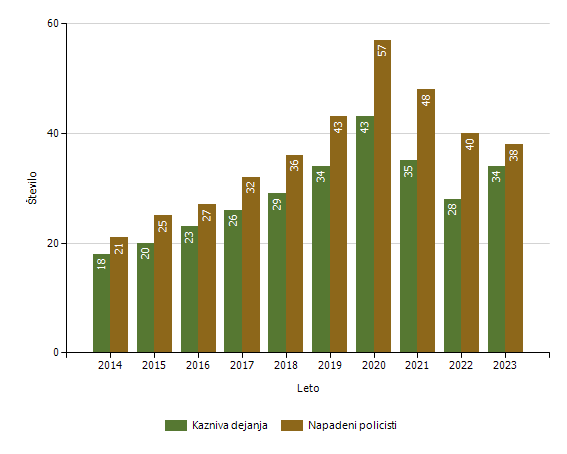 60
40
20
0
Število
18 21 20 25 23 27 26 32 29 36 34 43 43 57 35 48 28 40 34 38
2014 2015 2016 2017 2018 2019 2020 2021 2022 2023
Leto
Kazniva dejanja Napadeni policisti